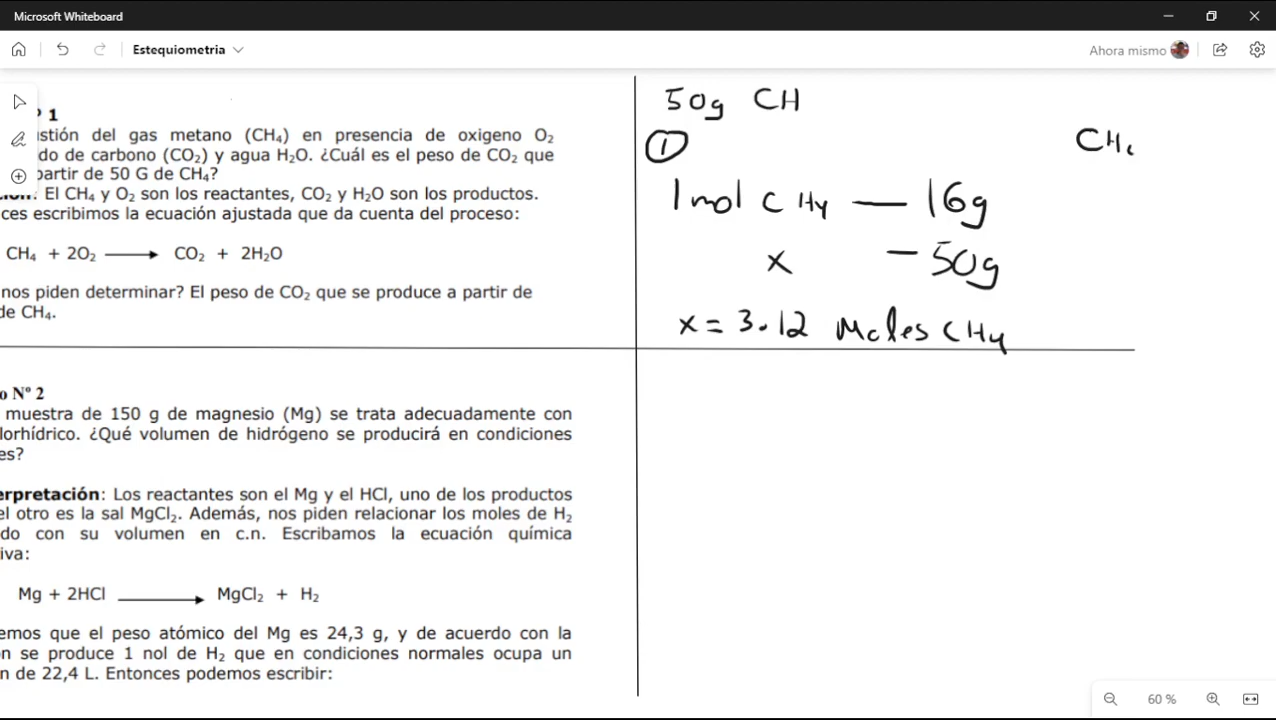 Microsoft Whiteboard
Estequiometria
Ahora mismo
º 1
stión del gas metano (CH₄) en presencia de oxigeno O₂
do de carbono (CO₂) y agua H₂O. ¿Cuál es el peso de CO₂ que
partir de 50 G de CH₄?
El CH₄ y O₂ son los reactantes, CO₂ y H₂O son los productos.
ces escribimos la ecuación ajustada que da cuenta del proceso:
CH₄ + 2O₂ ⟶ CO₂ + 2H₂O
nos piden determinar? El peso de CO₂ que se produce a partir de
de CH₄.
o Nº 2
muestra de 150 g de magnesio (Mg) se trata adecuadamente con
lorhídrico. ¿Qué volumen de hidrógeno se producirá en condiciones
es?
erpretación: Los reactantes son el Mg y el HCl, uno de los productos
el otro es la sal MgCl₂. Además, nos piden relacionar los moles de H₂
do con su volumen en c.n. Escribamos la ecuación química
iva:
Mg + 2HCl ⟶ MgCl₂ + H₂
emos que el peso atómico del Mg es 24,3 g, y de acuerdo con la
ón se produce 1 nol de H₂ que en condiciones normales ocupa un
n de 22,4 L. Entonces podemos escribir:
50g CH
①
CH
1 mol CH4 — 16g
x — 50g
x = 3.12 Moles CH4
60 %